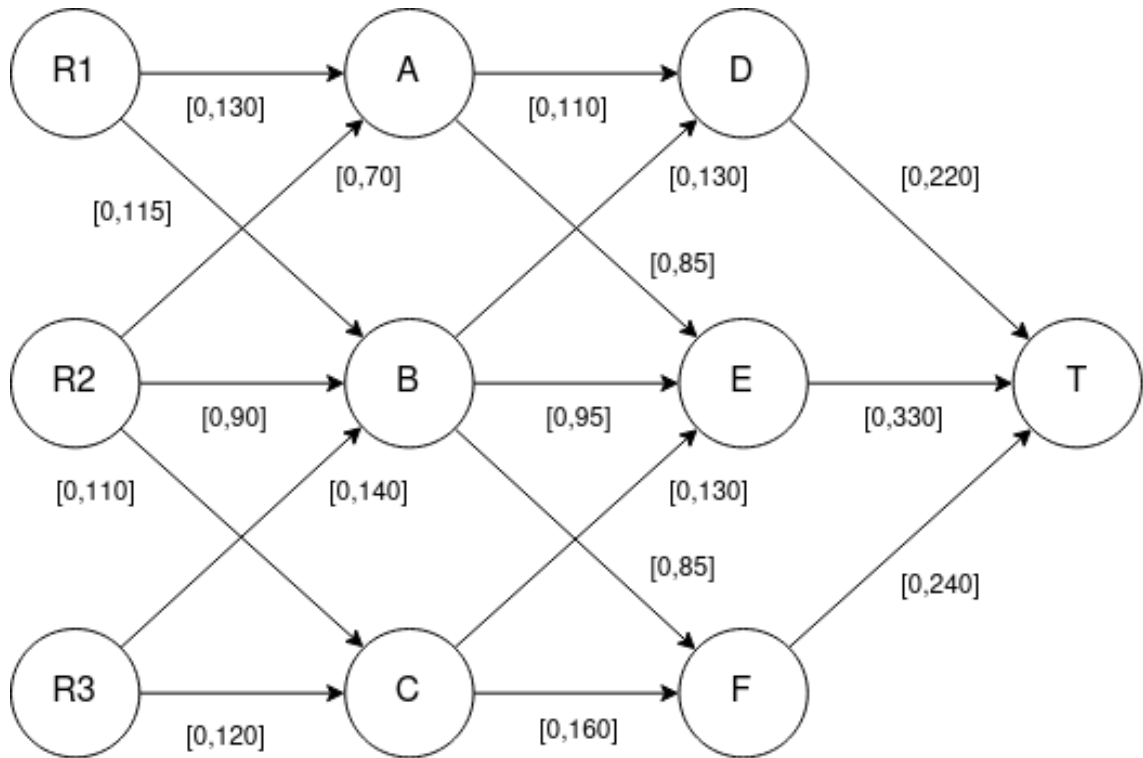 R1
A
D
[0,130]
[0,110]
[0,70]
[0,130]
[0,220]
[0,115]
[0,85]
R2
B
E
T
[0,90]
[0,95]
[0,330]
[0,110]
[0,140]
[0,130]
[0,85]
[0,240]
R3
C
F
[0,120]
[0,160]